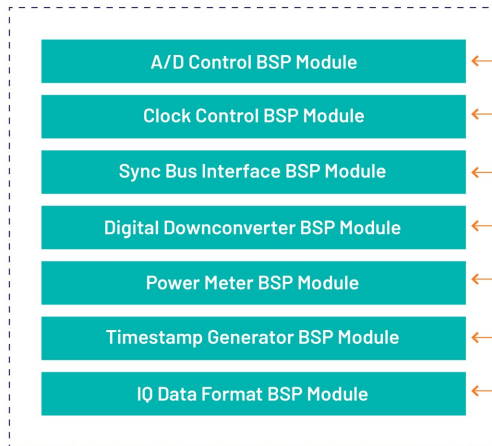 A/D Control BSP Module
Clock Control BSP Module
Sync Bus Interface BSP Module
Digital Downconverter BSP Module
Power Meter BSP Module
Timestamp Generator BSP Module
IQ Data Format BSP Module